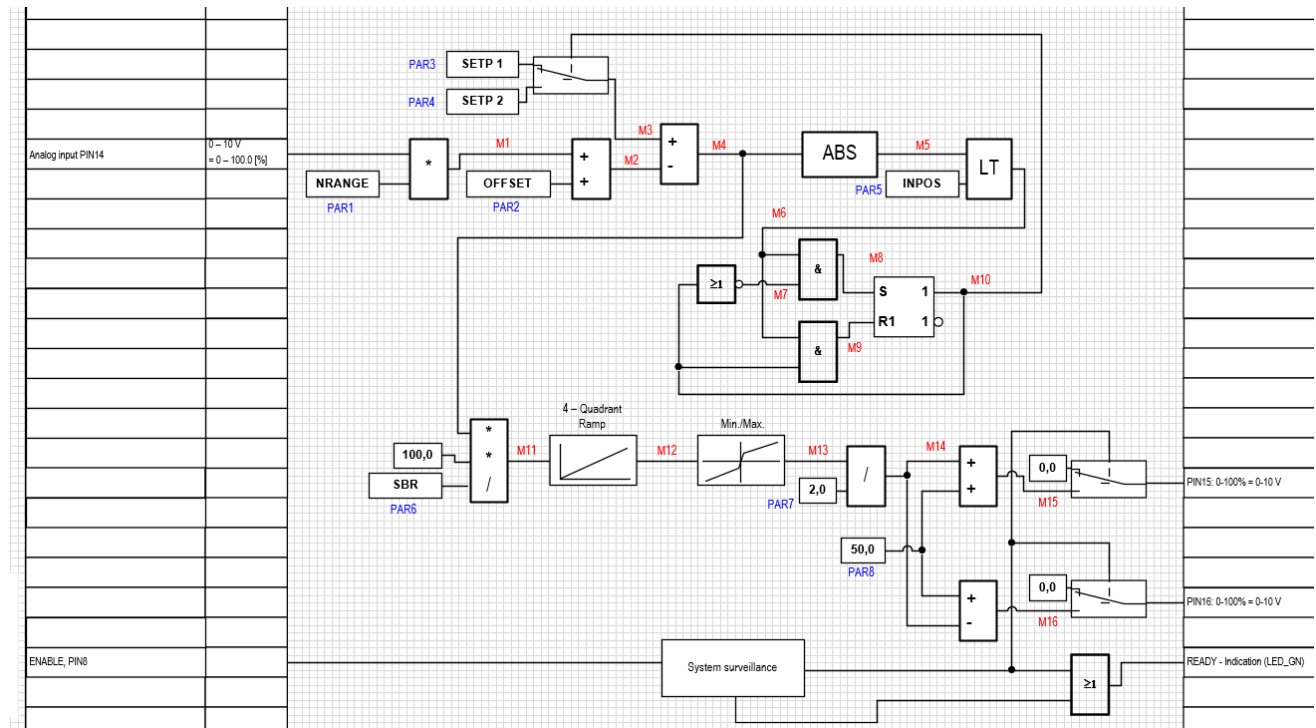 PAR3
SETP 1
PAR4
SETP 2
Analog input PIN14
0 – 10 V
= 0 – 100.0 [%]
NRANGE
PAR1
*
M1
OFFSET
PAR2
+
+
M2
M3
+
-
M4
ABS
M5
PAR5
INPOS
LT
M6
≥1
M7
&
M8
&
M9
S 1
R1 1
M10
100,0
SBR
PAR6
*
*
/
M11
4 – Quadrant
Ramp
M12
Min./Max.
M13
PAR7
2,0
/
M14
50,0
PAR8
+
+
0,0
M15
PIN15: 0-100% = 0-10 V
+
-
0,0
M16
PIN16: 0-100% = 0-10 V
ENABLE, PIN8
System surveillance
≥1
READY - Indication (LED_GN)